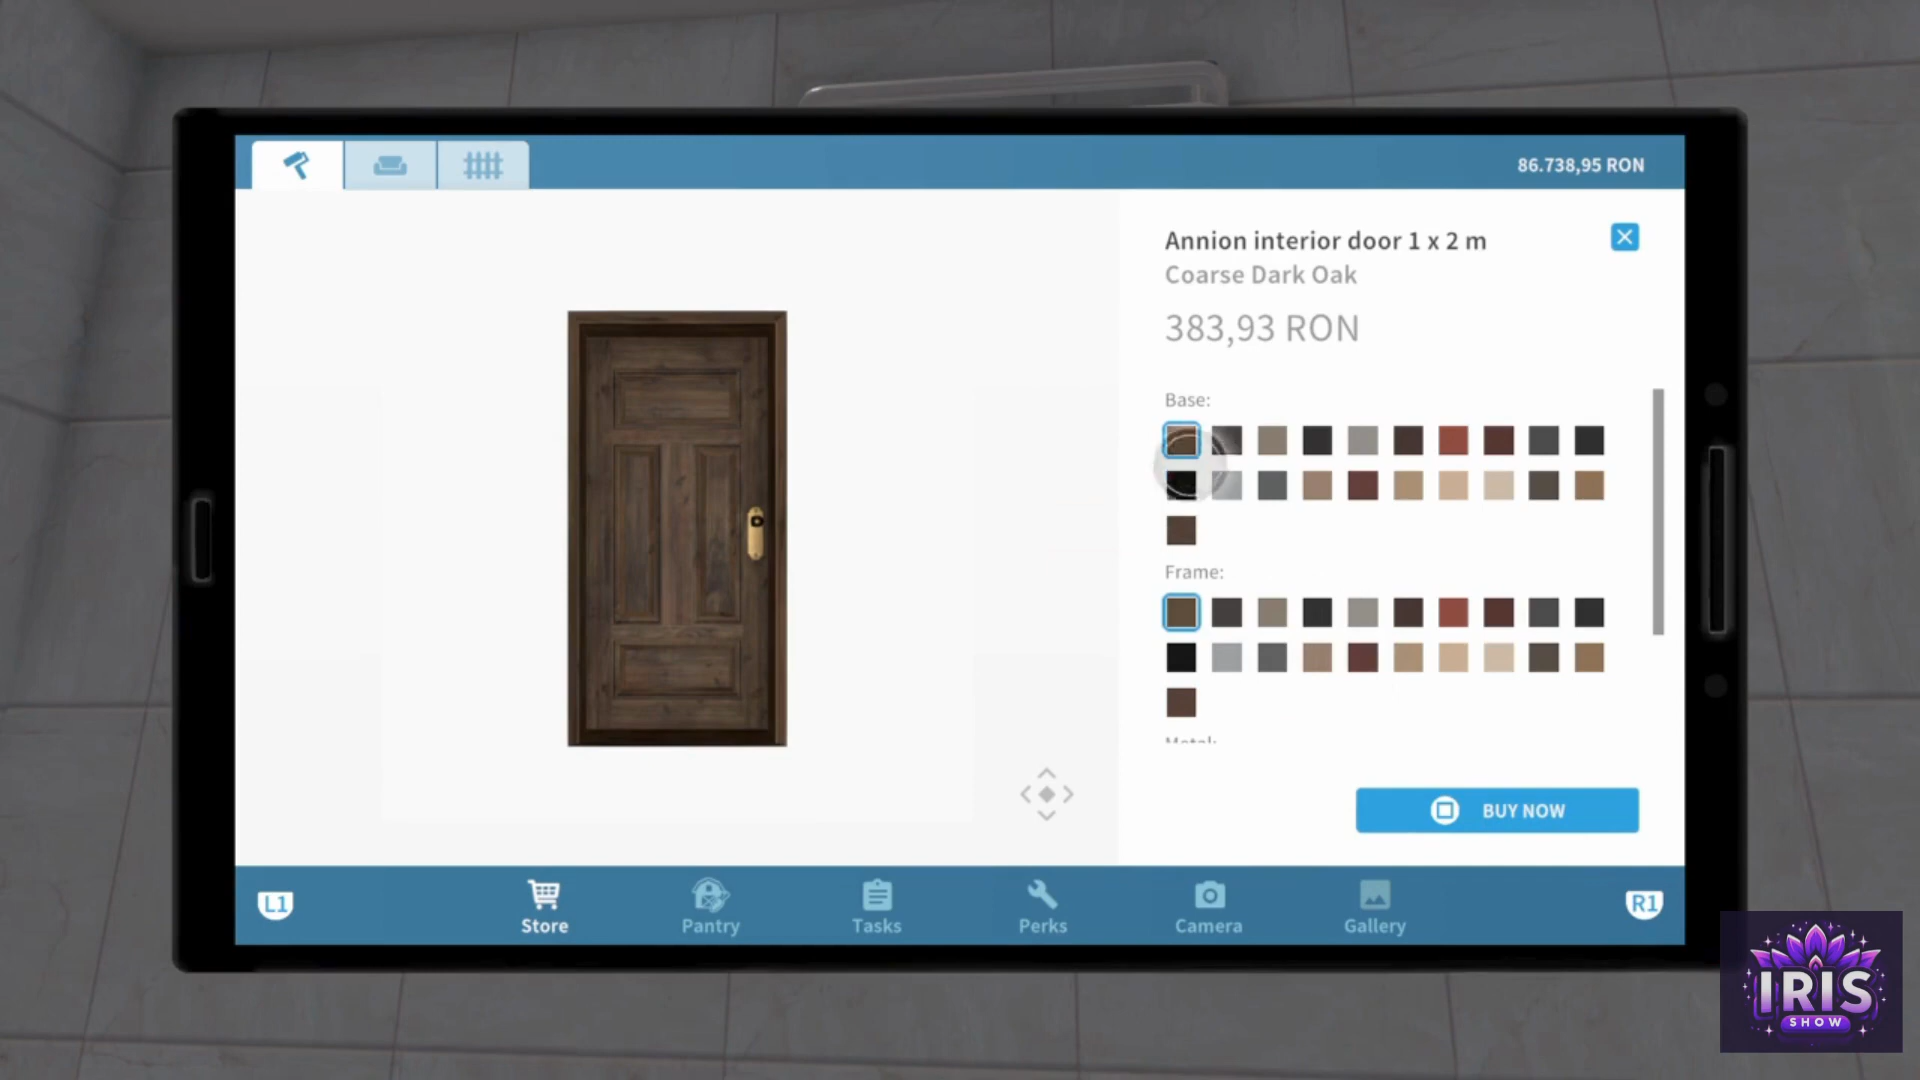 86.738,95 RON
Annion interior door 1 x 2 m
Coarse Dark Oak
383,93 RON
Base:
Frame:
BUY NOW
L1
Store
Pantry
Tasks
Perks
Camera
Gallery
R1
IRIS
SHOW